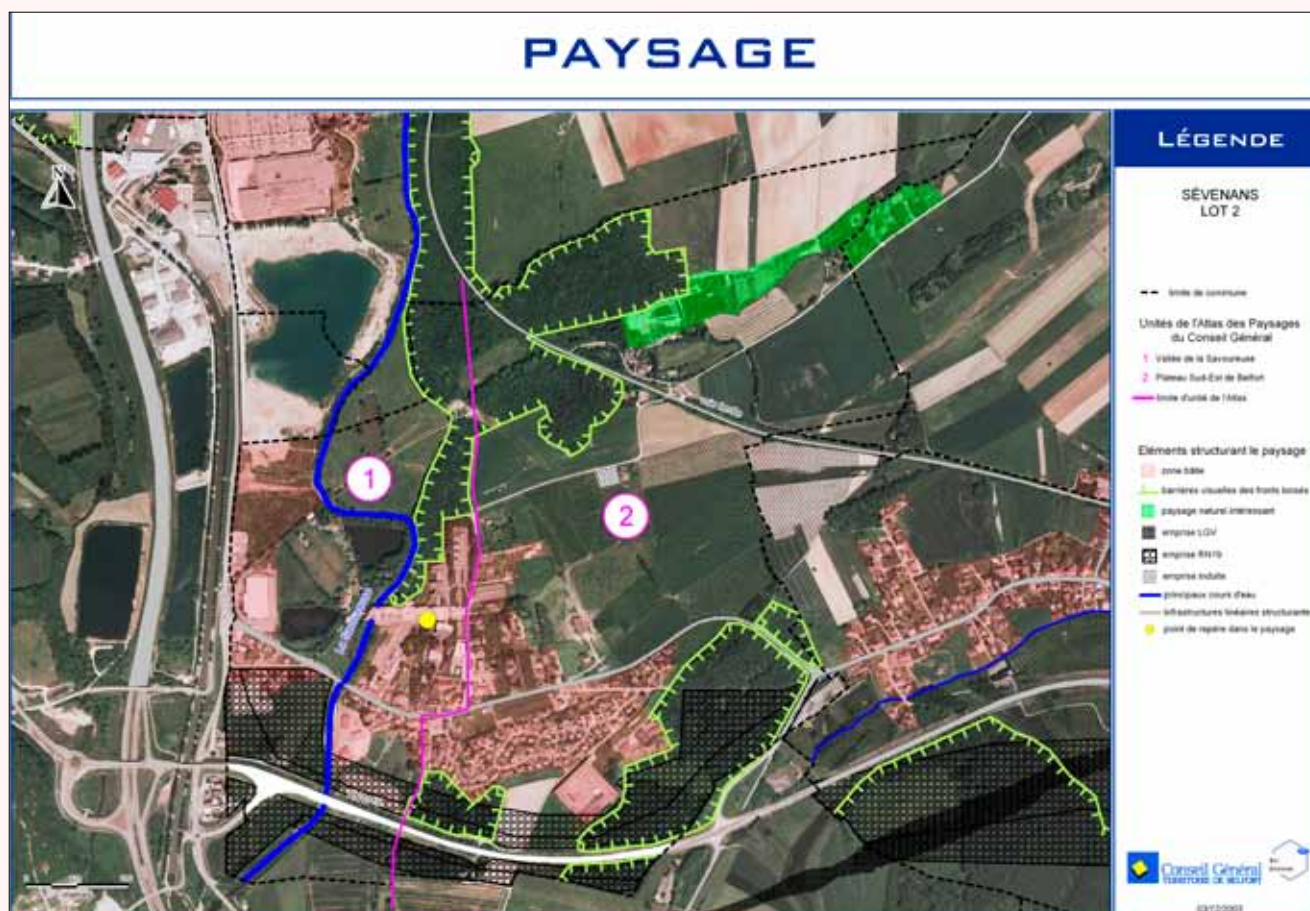 PAYSAGE
LÉGENDE
SÉVENANS
LOT 2
limite de commune
Unités de l'Atlas des Paysages
du Conseil Général
1 Vallée de la Savoureuse
2 Plateau Sud-Est de Belfort
limite d'unité de l'Atlas
Eléments structurant le paysage
zone bâtie
barrières visuelles des fronts boisés
paysage naturel intéressant
emprise LGV
emprise RN19
emprise induite
principaux cours d'eau
infrastructures linéaires structurantes
point de repère dans le paysage
1
2
Conseil Général
TERRITOIRE DE BELFORT